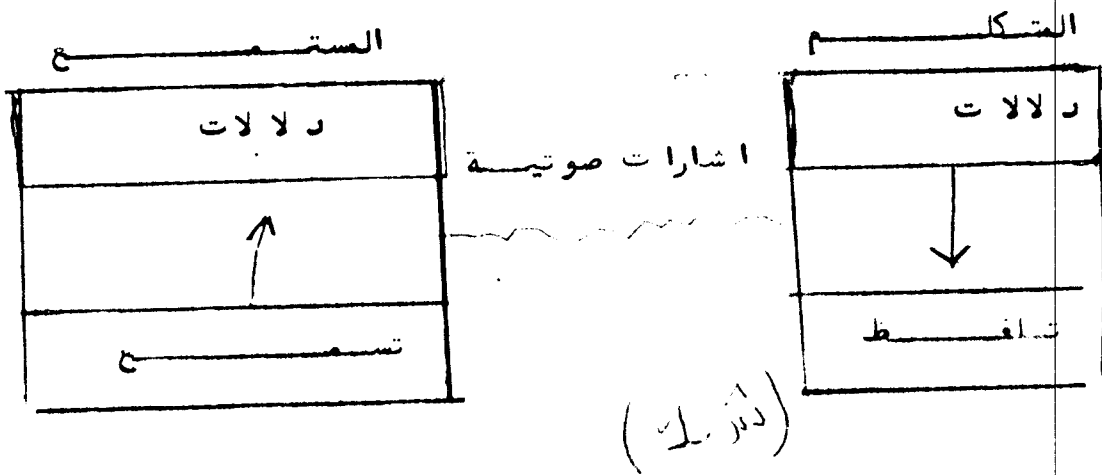 المتكلم
المستمع
دلالات
دلالات
اشارات صوتية
تلفظ
تسمع